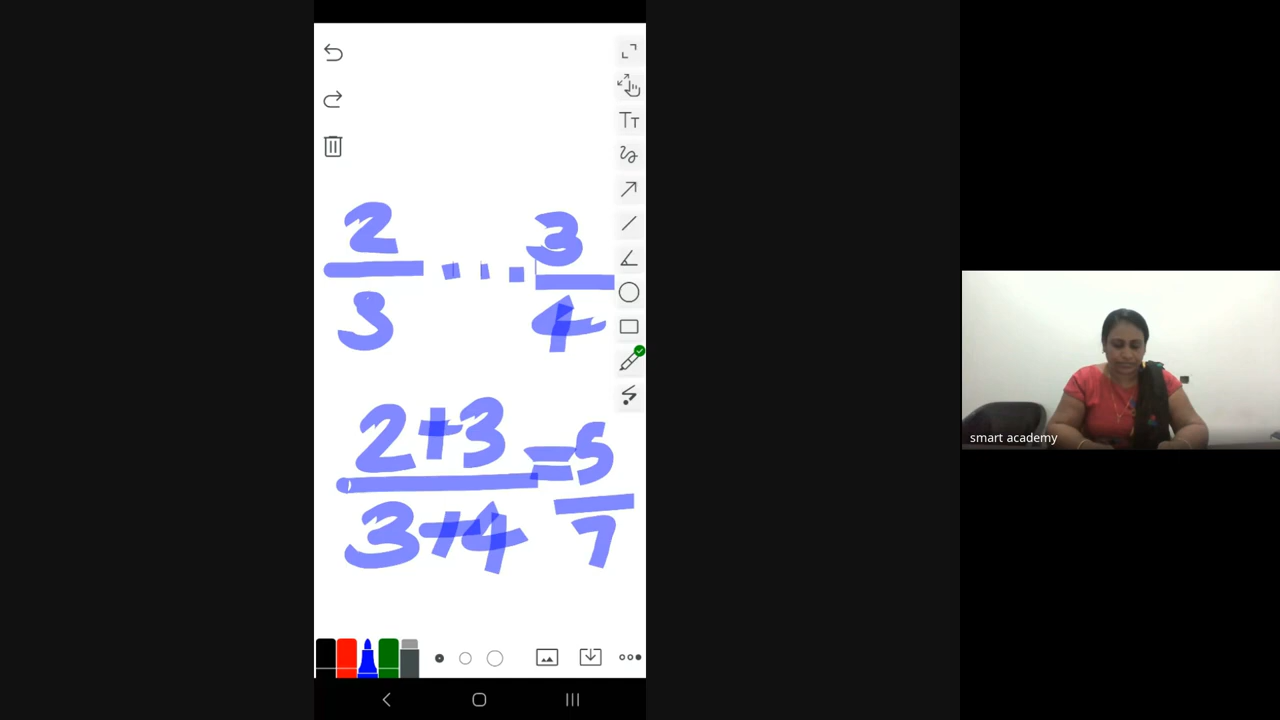 2/3 ... 3/4
(2+3)/(3+4) = 5/7
smart academy